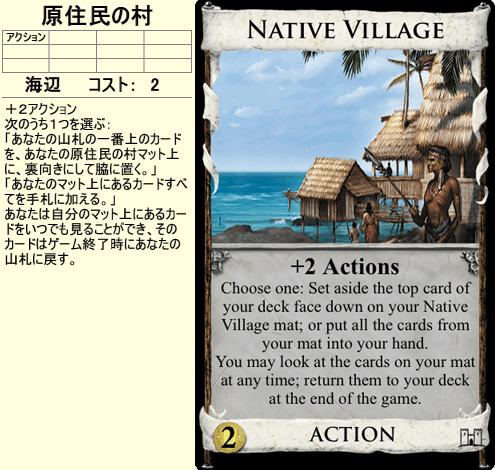 原住民の村
アクション
海辺 コスト: 2
＋２アクション
次のうち１つを選ぶ:
「あなたの山札の一番上のカード
を、あなたの原住民の村マット上
に、裏向きにして脇に置く。」
「あなたのマット上にあるカードすべ
てを手札に加える。」
あなたは自分のマット上にあるカー
ドをいつでも見ることができ、その
カードはゲーム終了時にあなたの
山札に戻す。
NATIVE VILLAGE
+2 Actions
Choose one: Set aside the top card of
your deck face down on your Native
Village mat; or put all the cards from
your mat into your hand.
You may look at the cards on your mat
at any time; return them to your deck
at the end of the game.
2
ACTION